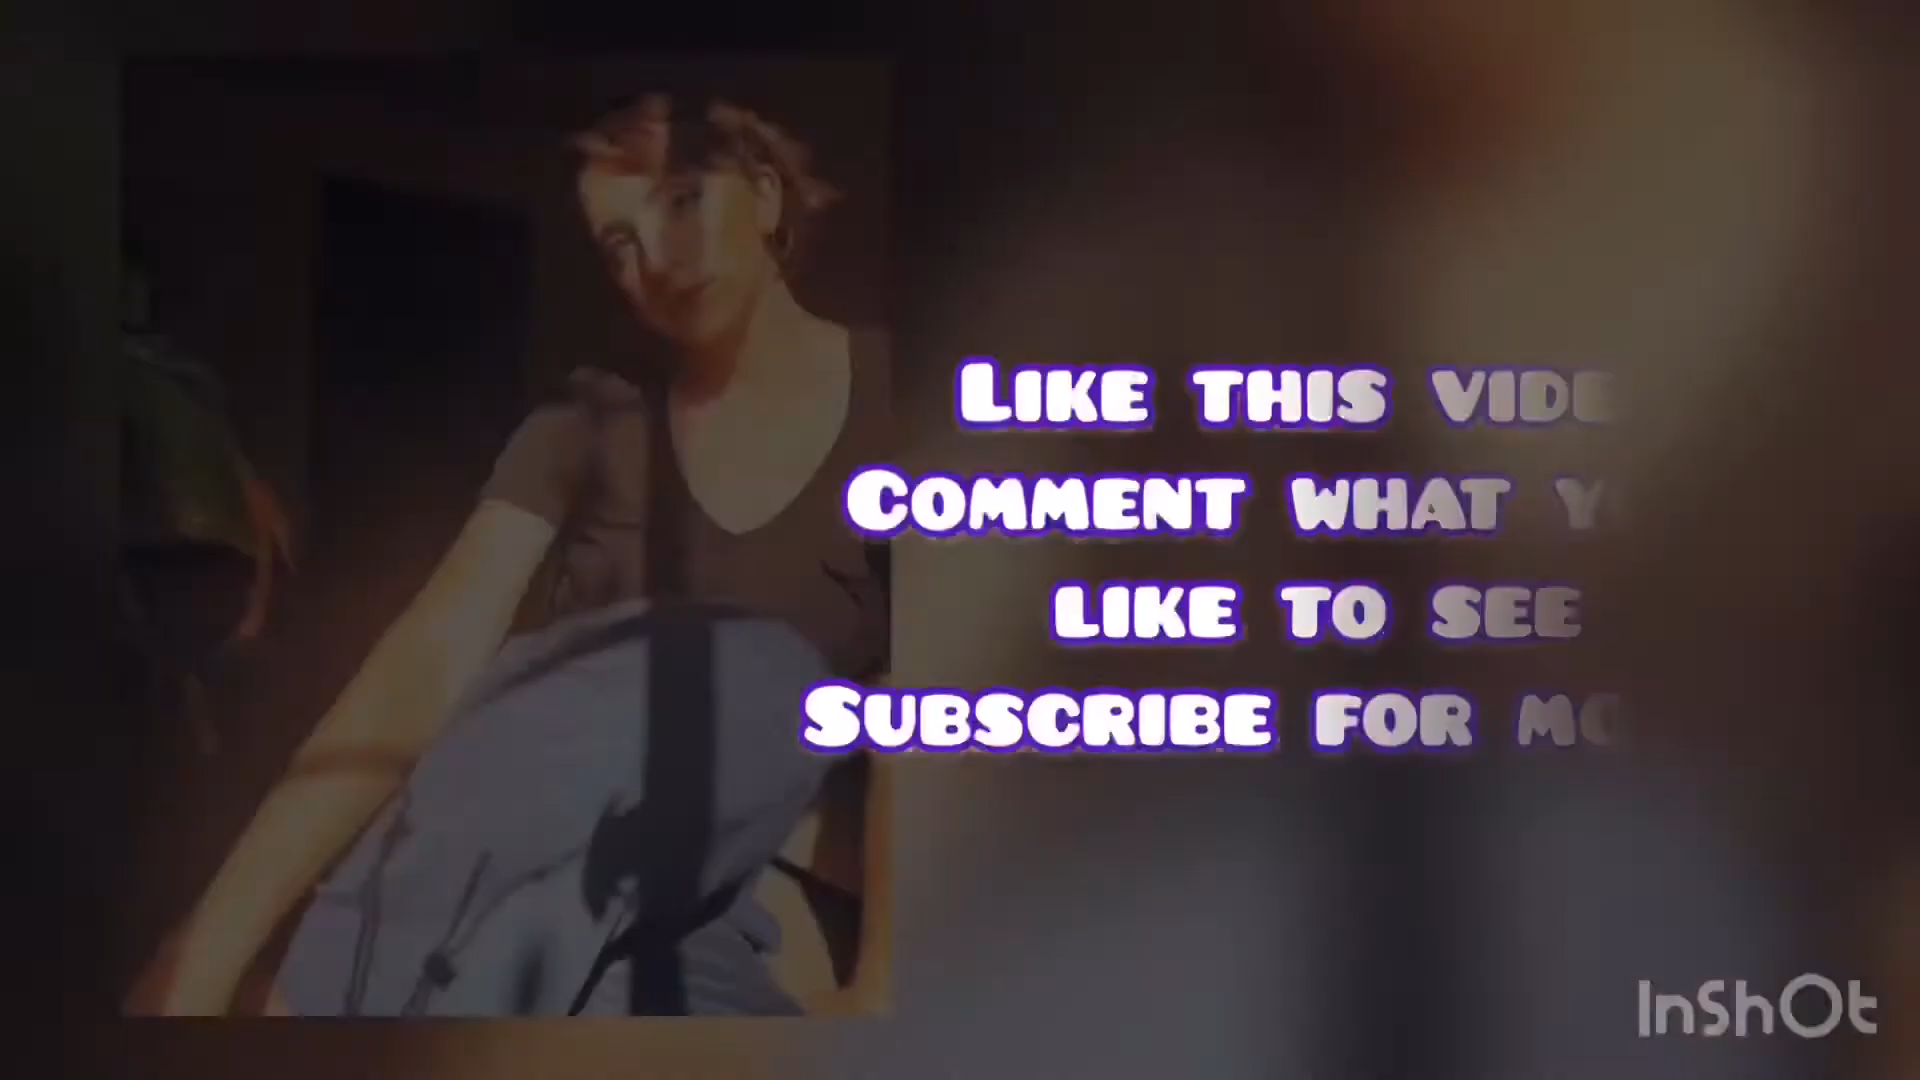 Like this
Comment what
like to see
Subscribe for
InShOt